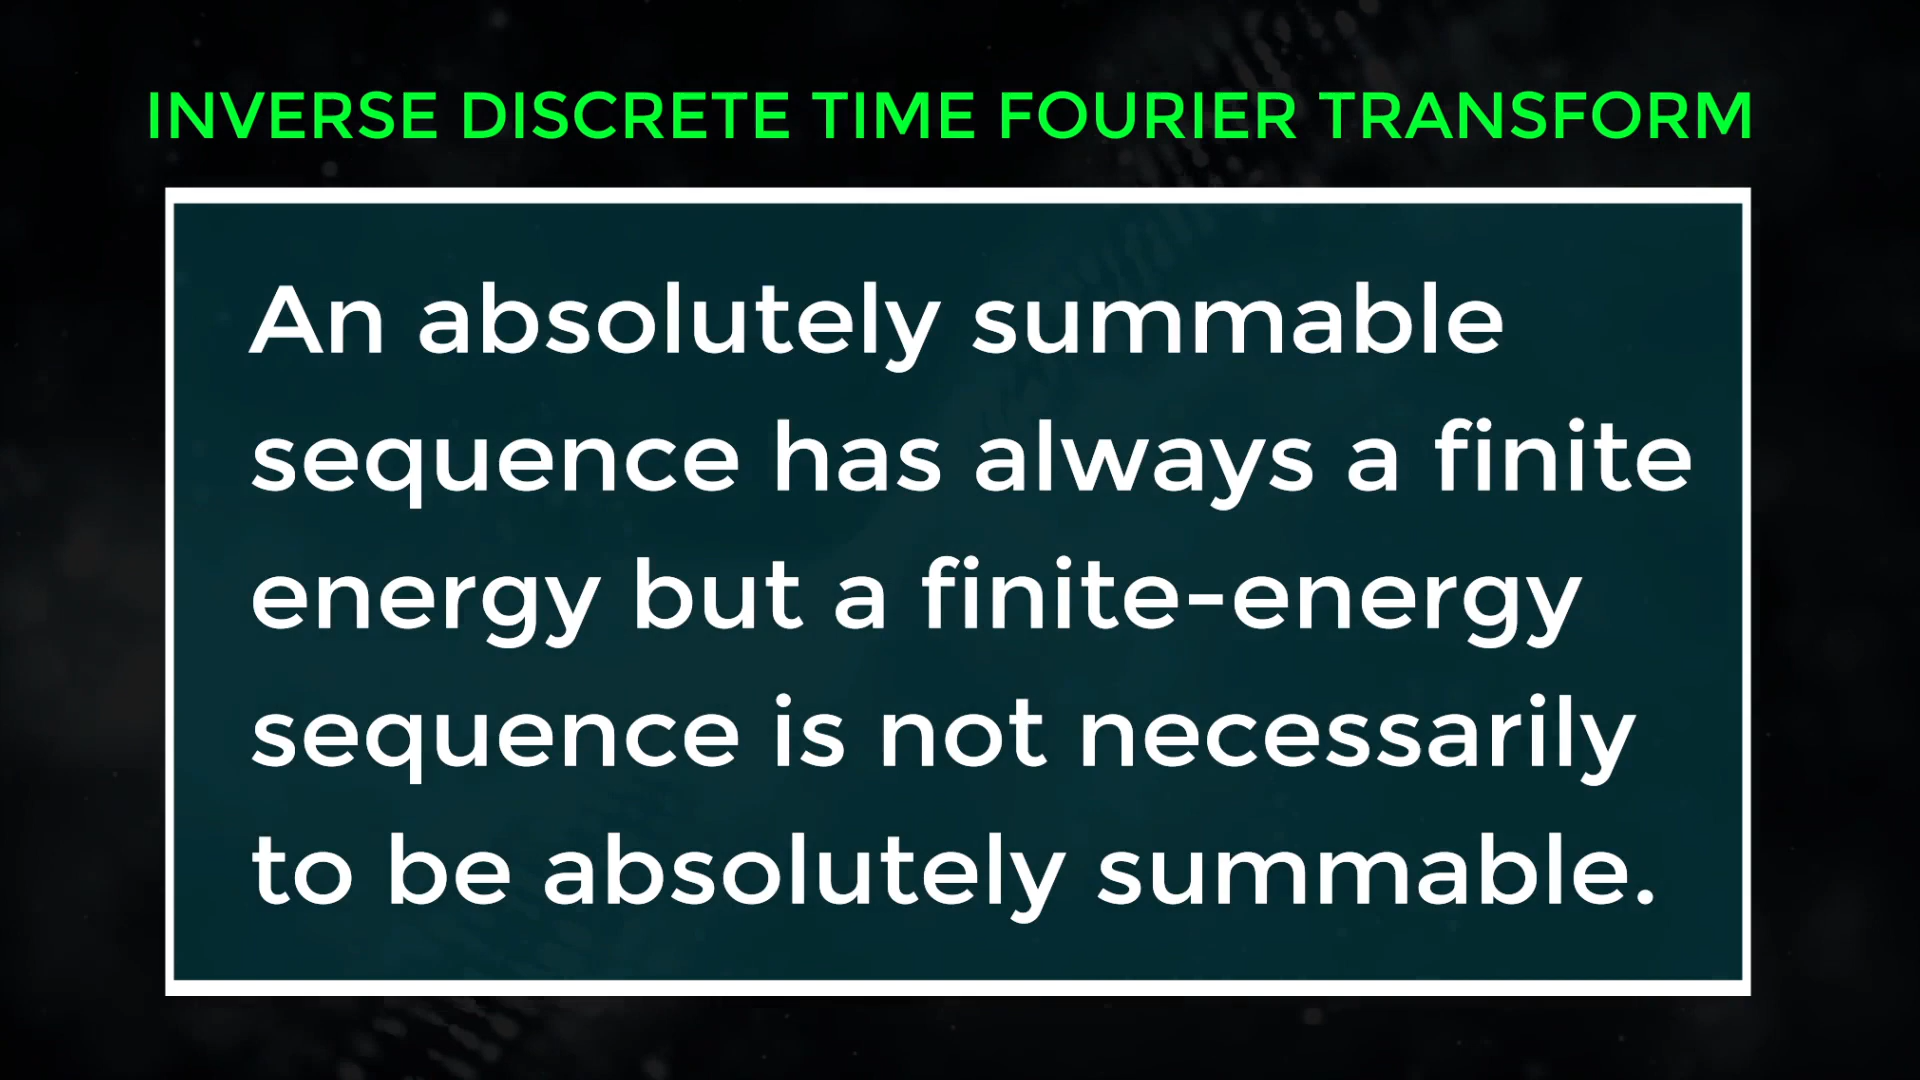 INVERSE DISCRETE TIME FOURIER TRANSFORM
An absolutely summable
sequence has always a finite
energy but a finite-energy
sequence is not necessarily
to be absolutely summable.